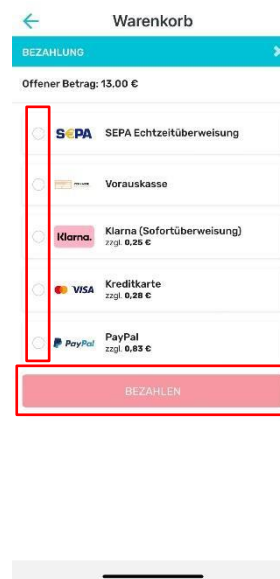 Warenkorb
BEZAHLUNG
Offener Betrag: 13,00 €
SEPA SEPA Echtzeitüberweisung
Vorauskasse
Klarna. Klarna (Sofortüberweisung)
zzgl. 0,25 €
VISA Kreditkarte
zzgl. 0,28 €
PayPal PayPal
zzgl. 0,83 €
BEZAHLEN